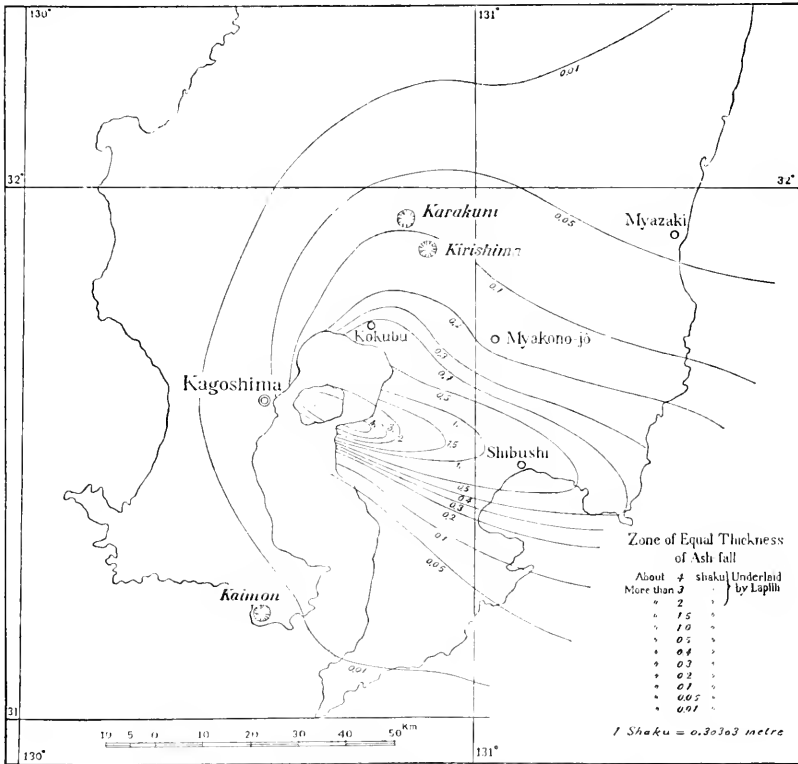 130°
131°
0.01
32°
32°
Karakuni
0.05
Myazaki
Kirishima
0.1
0.2
Kokubu
Myakono-jō
0.3
0.4
0.5
Kagoshima
1.
4.
3.
2
1.5
1.
Shibushi
0.5
0.4
0.3
0.2
0.1
0.05
Zone of Equal Thickness
of Ash fall
About 4 shaku } Underlaid
More than 3 " by Lapilli
" 2 "
" 1.5 "
" 1.0 "
" 0.5 "
" 0.4 "
" 0.3 "
" 0.2 "
" 0.1 "
" 0.05 "
" 0.01 "
Kaimon
0.01
31
10 5 0 10 20 30 40 50 Km
1 Shaku = 0.30303 metre
130°
131°